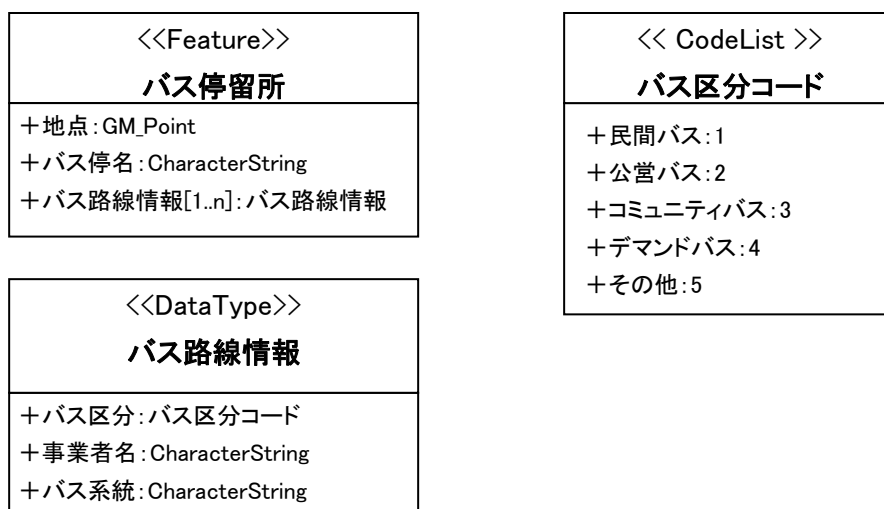 <<Feature>>
バス停留所
＋地点：GM_Point
＋バス停名：CharacterString
＋バス路線情報[1..n]：バス路線情報
<<DataType>>
バス路線情報
＋バス区分：バス区分コード
＋事業者名：CharacterString
＋バス系統：CharacterString
<< CodeList >>
バス区分コード
＋民間バス：1
＋公営バス：2
＋コミュニティバス：3
＋デマンドバス：4
＋その他：5